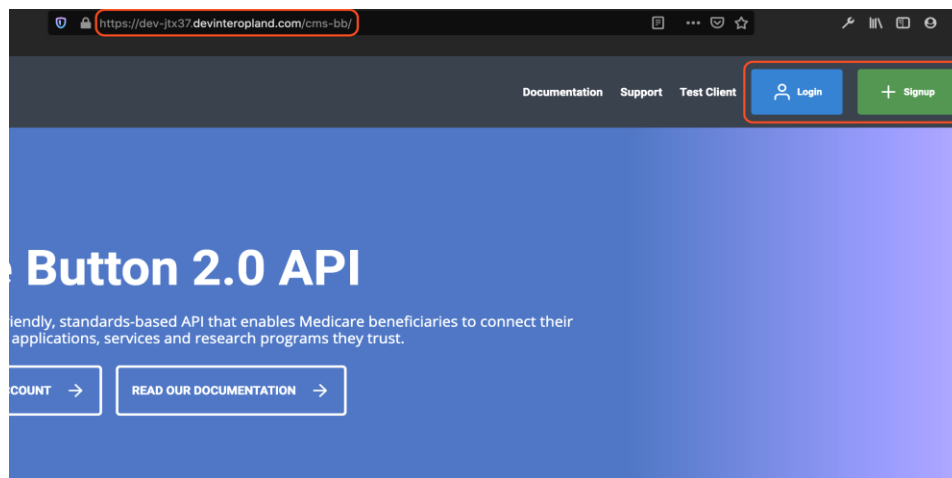 https://dev-jtx37.devinteropland.com/cms-bb/
Documentation Support Test Client Login Signup
Button 2.0 API
iendly, standards-based API that enables Medicare beneficiaries to connect their
applications, services and research programs they trust.
COUNT READ OUR DOCUMENTATION